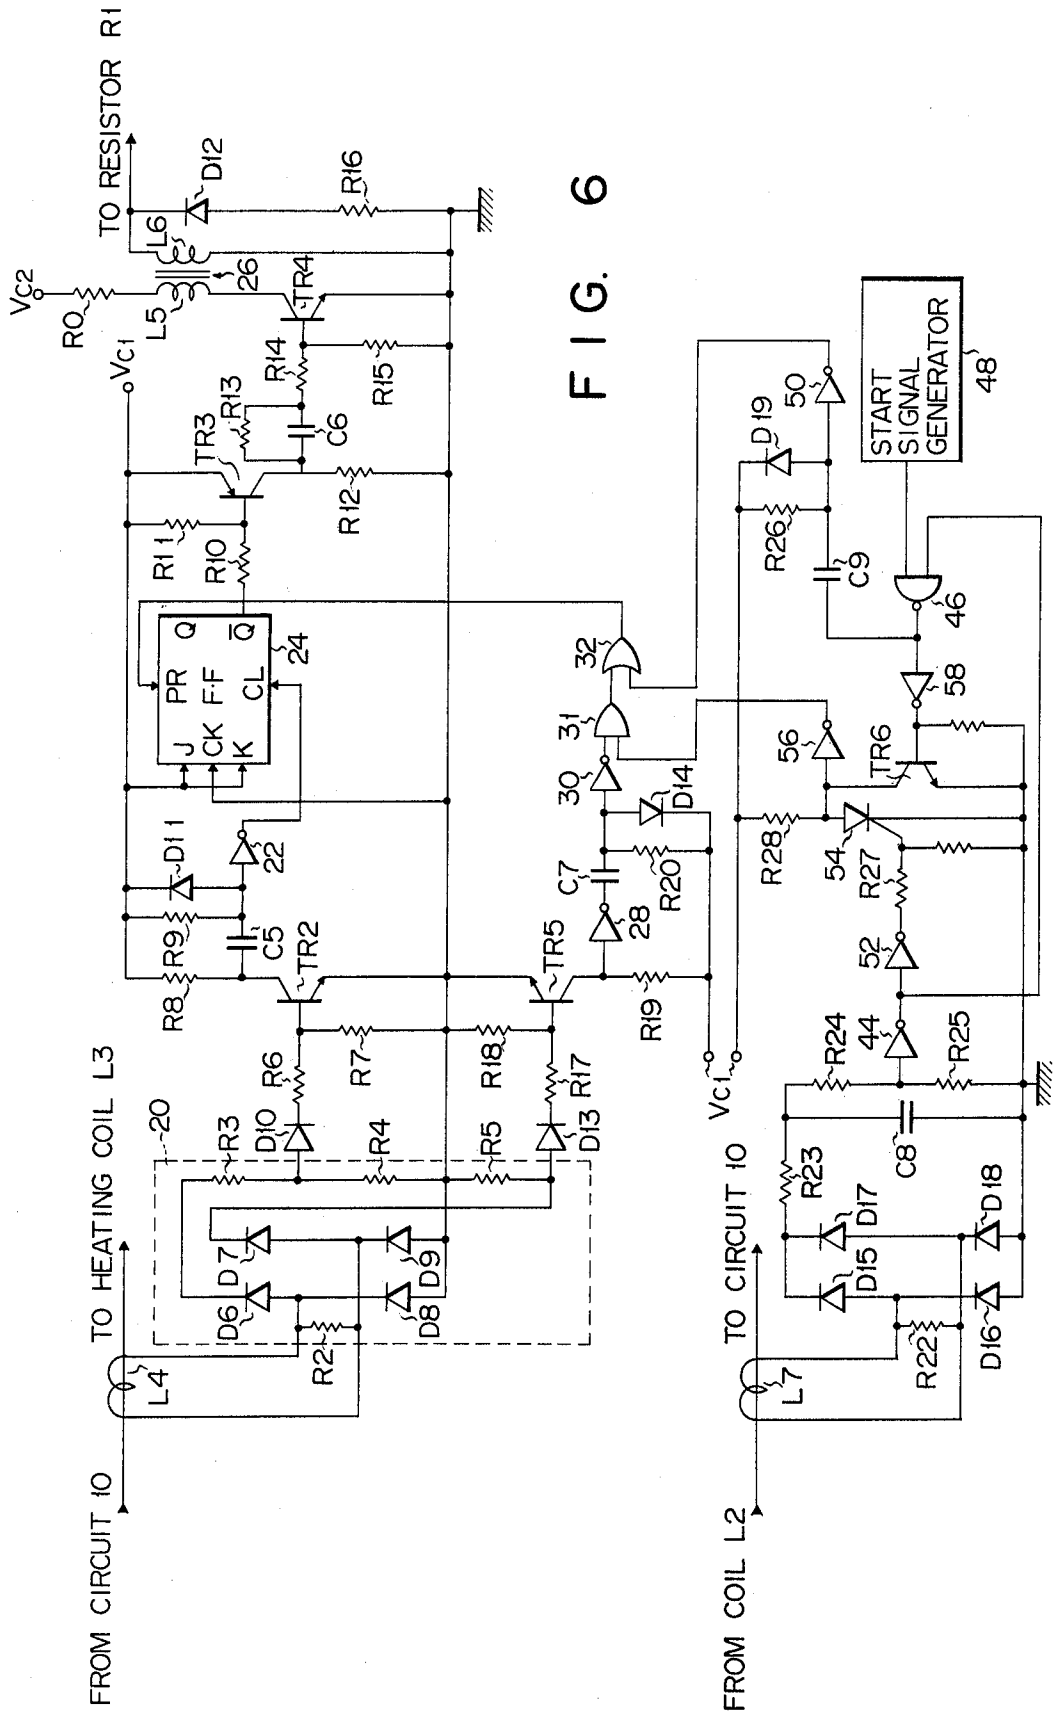 FROM CIRCUIT 10
TO HEATING COIL L3
TO RESISTOR R1
L4
20
R2
D6
D7
D8
D9
R3
R4
R5
D10
D13
R6
R7
R17
R18
R8
R9
D11
C5
TR2
TR5
R19
22
28
C7
R20
D14
30
31
32
J
CK
K
PR
F·F
CL
Q
Q̅
24
R10
R11
TR3
R12
R13
C6
R14
R15
TR4
VC1
VC2
R0
L5
L6
26
D12
R16
FIG. 6
FROM COIL L2
TO CIRCUIT 10
L7
R22
D15
D16
D17
D18
R23
C8
R24
R25
44
VC1
52
R27
54
R28
56
TR6
58
46
C9
R26
D19
50
START
SIGNAL
GENERATOR
48